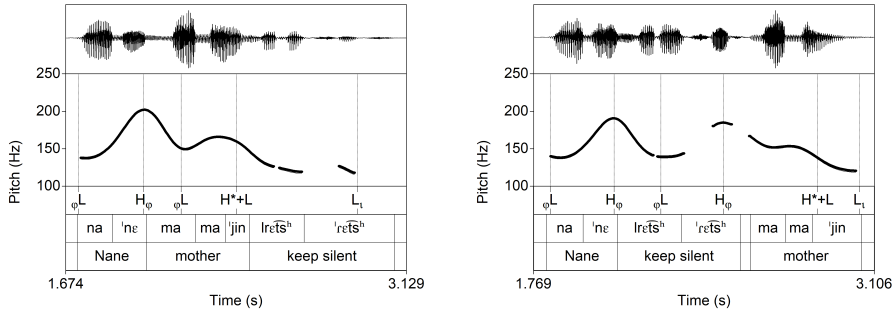 250
200
150
100
Pitch (Hz)
φL Hφ φL H*+L Lι
na ˈnɛ ma ma ˈjin lrɛt͡sʰ ˈrɛt͡sʰ
Nane mother keep silent
1.674 3.129
Time (s)
250
200
150
100
Pitch (Hz)
φL Hφ φL Hφ H*+L Lι
na ˈnɛ lrɛt͡sʰ ˈrɛt͡sʰ ma ma ˈjin
Nane keep silent mother
1.769 3.106
Time (s)